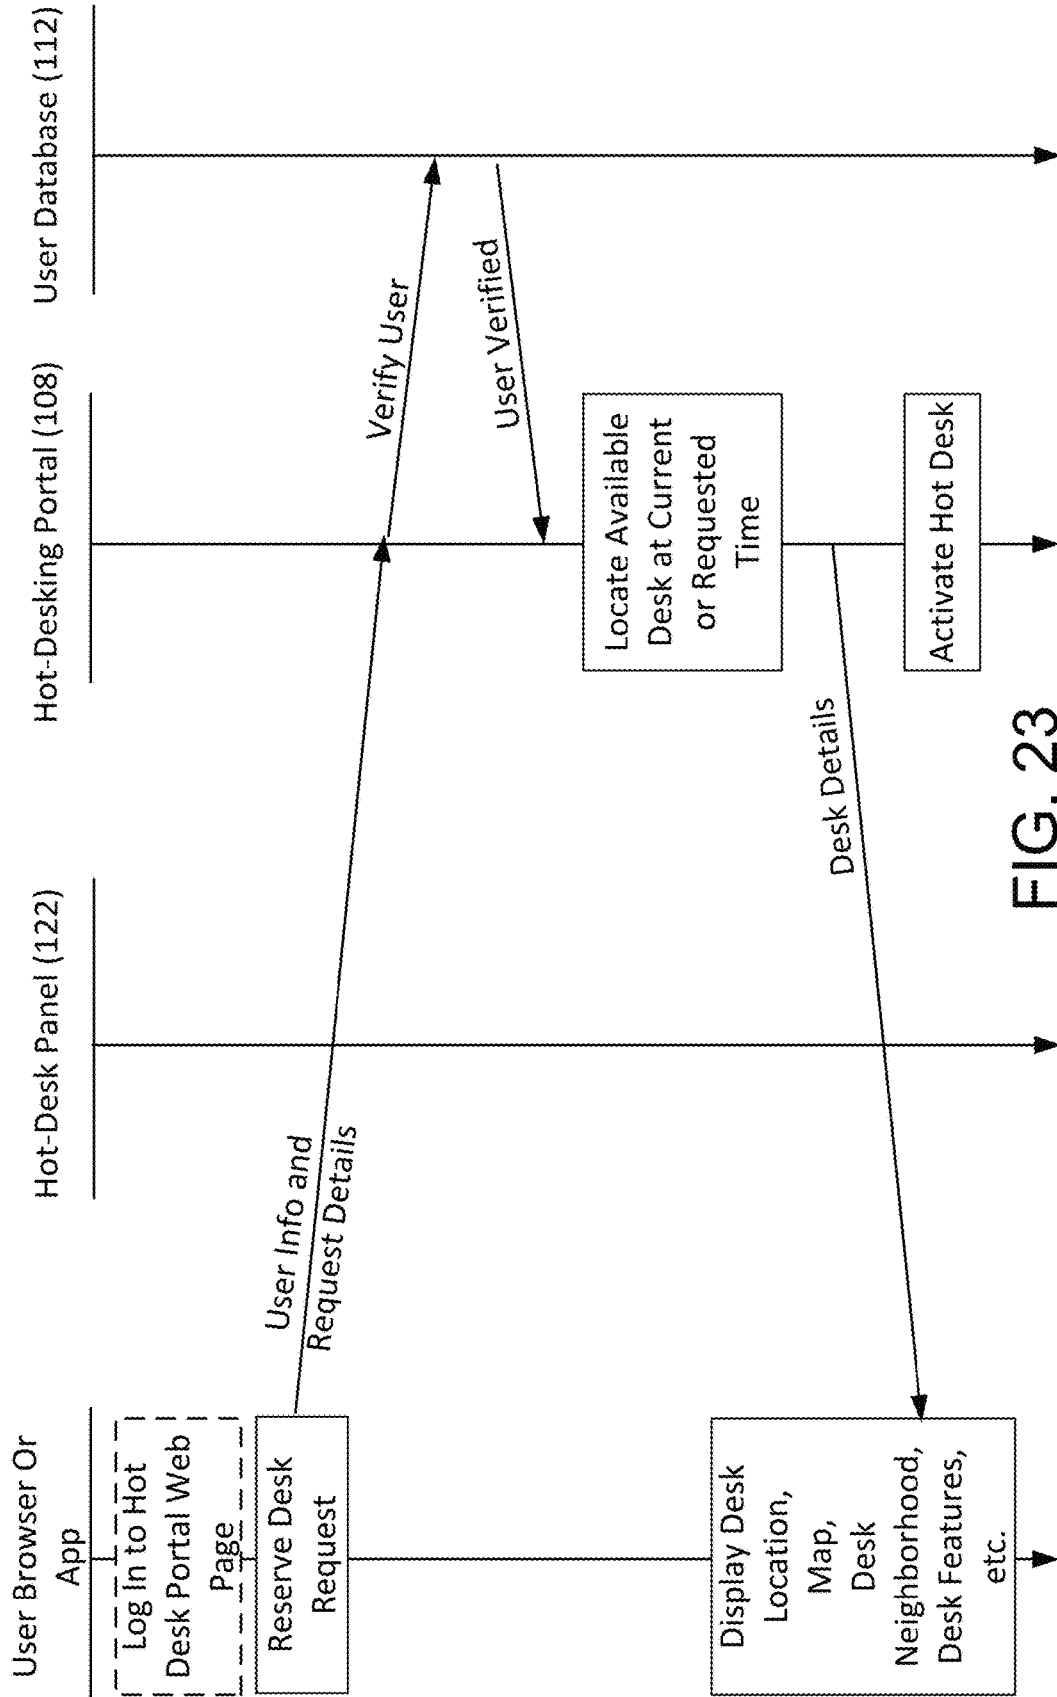 User Browser Or
App
Hot-Desk Panel (122)
Hot-Desking Portal (108)
User Database (112)
Log In to Hot
Desk Portal Web
Page
Reserve Desk
Request
User Info and
Request Details
Verify User
User Verified
Locate Available
Desk at Current
or Requested
Time
Desk Details
Display Desk
Location,
Map,
Desk
Neighborhood,
Desk Features,
etc.
Activate Hot Desk
FIG. 23